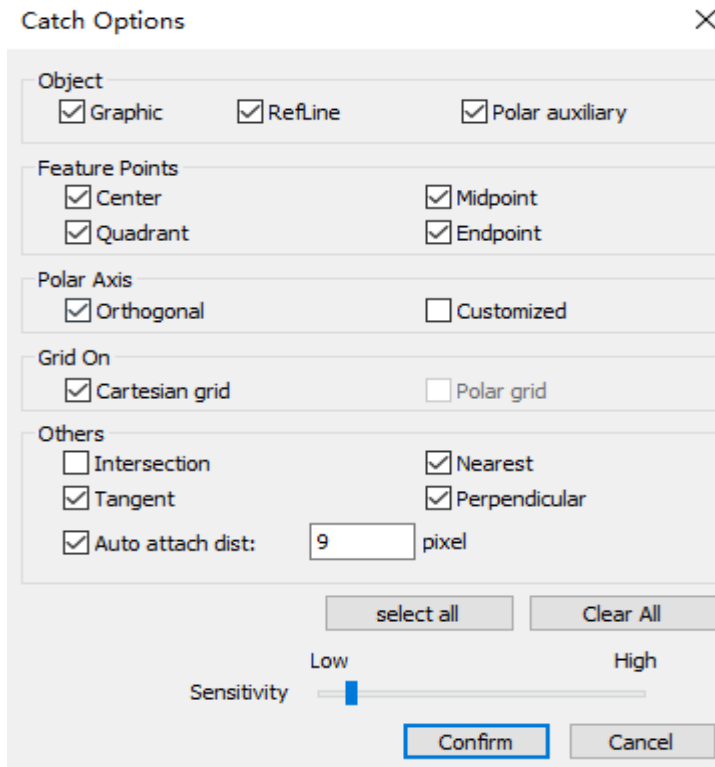 Catch Options
Object
Graphic RefLine Polar auxiliary
Feature Points
Center Midpoint
Quadrant Endpoint
Polar Axis
Orthogonal Customized
Grid On
Cartesian grid Polar grid
Others
Intersection Nearest
Tangent Perpendicular
Auto attach dist: 9 pixel
select all Clear All
Low High
Sensitivity
Confirm Cancel